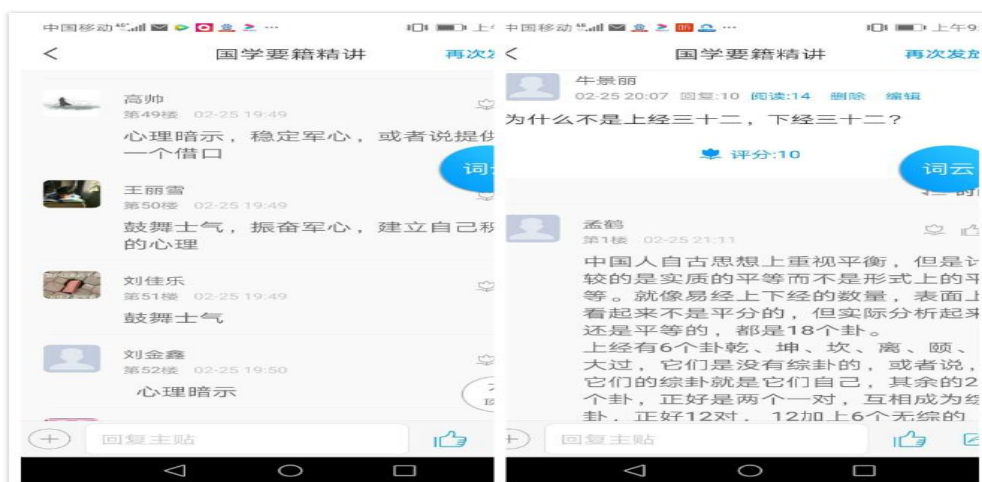 中国移动
上午
国学要籍精讲
再次发
高帅
第49楼 02-25 19:49
心理暗示，稳定军心，或者说提供
一个借口
词云
王丽雪
第50楼 02-25 19:49
鼓舞士气，振奋军心，建立自己积
的心理
刘佳乐
第51楼 02-25 19:49
鼓舞士气
刘金鑫
第52楼 02-25 19:50
心理暗示
回复主贴
中国移动
上午9
国学要籍精讲
再次发放
牛景丽
02-25 20:07 回复:10 阅读:14 删除 编辑
为什么不是上经三十二，下经三十二？
评分:10
词云
孟鹤
第1楼 02-25 21:11
中国人自古思想上重视平衡，但是计
较的是实质的平等而不是形式上的平
等。就像易经上下经的数量，表面上
看起来不是平分的，但实际分析起来
还是平等的，都是18个卦。
上经有6个卦乾、坤、坎、离、颐、
大过，它们是没有综卦的，或者说，
它们的综卦就是它们自己，其余的2
个卦，正好是两个一对，互相成为综
卦，正好12对，12加上6个无综的
回复主贴